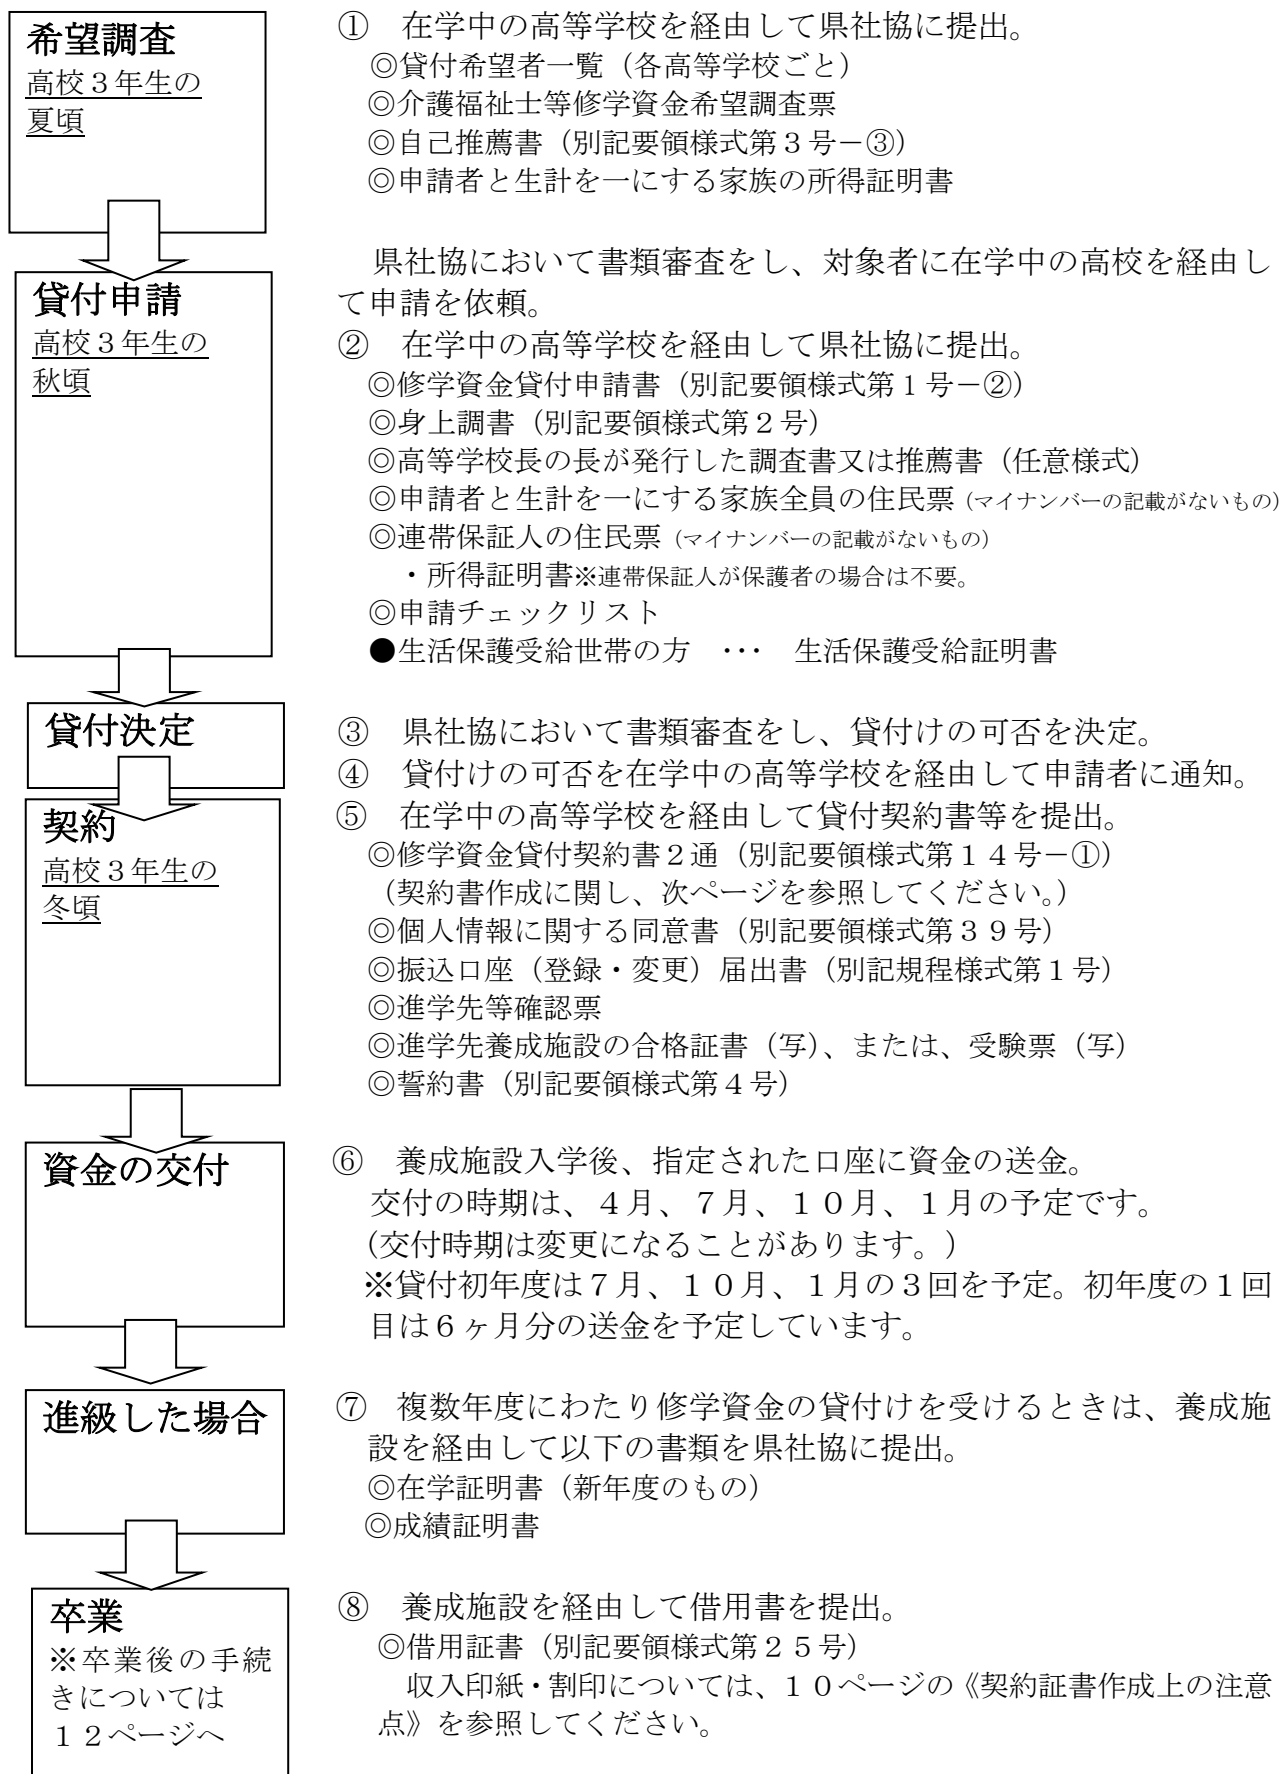 希望調査
高校３年生の
夏頃
①　在学中の高等学校を経由して県社協に提出。
◎貸付希望者一覧（各高等学校ごと）
◎介護福祉士等修学資金希望調査票
◎自己推薦書（別記要領様式第３号－③）
◎申請者と生計を一にする家族の所得証明書
貸付申請
高校３年生の
秋頃
県社協において書類審査をし、対象者に在学中の高校を経由し
て申請を依頼。
②　在学中の高等学校を経由して県社協に提出。
◎修学資金貸付申請書（別記要領様式第１号－②）
◎身上調書（別記要領様式第２号）
◎高等学校長の長が発行した調査書又は推薦書（任意様式）
◎申請者と生計を一にする家族全員の住民票（マイナンバーの記載がないもの）
◎連帯保証人の住民票（マイナンバーの記載がないもの）
・所得証明書※連帯保証人が保護者の場合は不要。
◎申請チェックリスト
●生活保護受給世帯の方　…　生活保護受給証明書
貸付決定
③　県社協において書類審査をし、貸付けの可否を決定。
④　貸付けの可否を在学中の高等学校を経由して申請者に通知。
契約
高校３年生の
冬頃
⑤　在学中の高等学校を経由して貸付契約書等を提出。
◎修学資金貸付契約書２通（別記要領様式第１４号－①）
（契約書作成に関し、次ページを参照してください。）
◎個人情報に関する同意書（別記要領様式第３９号）
◎振込口座（登録・変更）届出書（別記規程様式第１号）
◎進学先等確認票
◎進学先養成施設の合格証書（写）、または、受験票（写）
◎誓約書（別記要領様式第４号）
資金の交付
⑥　養成施設入学後、指定された口座に資金の送金。
交付の時期は、４月、７月、１０月、１月の予定です。
（交付時期は変更になることがあります。）
※貸付初年度は７月、１０月、１月の３回を予定。初年度の１回
目は６ヶ月分の送金を予定しています。
進級した場合
⑦　複数年度にわたり修学資金の貸付けを受けるときは、養成施
設を経由して以下の書類を県社協に提出。
◎在学証明書（新年度のもの）
◎成績証明書
卒業
※卒業後の手続
きについては
１２ページへ
⑧　養成施設を経由して借用書を提出。
◎借用証書（別記要領様式第２５号）
収入印紙・割印については、１０ページの《契約証書作成上の注意
点》を参照してください。